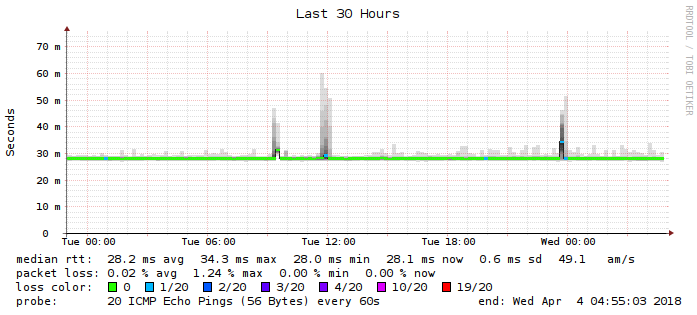 Last 30 Hours
RRDTOOL / TOBI OETIKER
Seconds
70 m
60 m
50 m
40 m
30 m
20 m
10 m
0
Tue 00:00 Tue 06:00 Tue 12:00 Tue 18:00 Wed 00:00
median rtt: 28.2 ms avg 34.3 ms max 28.0 ms min 28.1 ms now 0.6 ms sd 49.1 am/s
packet loss: 0.02 % avg 1.24 % max 0.00 % min 0.00 % now
loss color: 0 1/20 2/20 3/20 4/20 10/20 19/20
probe: 20 ICMP Echo Pings (56 Bytes) every 60s end: Wed Apr 4 04:55:03 2018